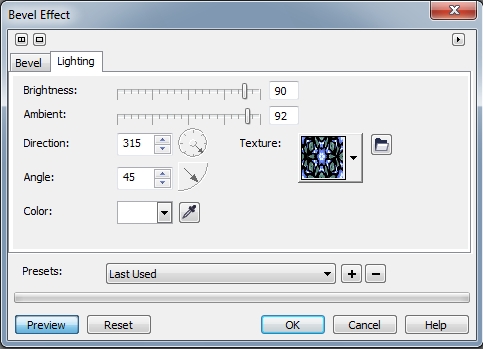 Bevel Effect
Bevel Lighting
Brightness: 90
Ambient: 92
Direction: 315 Texture:
Angle: 45
Color:
Presets: Last Used
Preview Reset OK Cancel Help